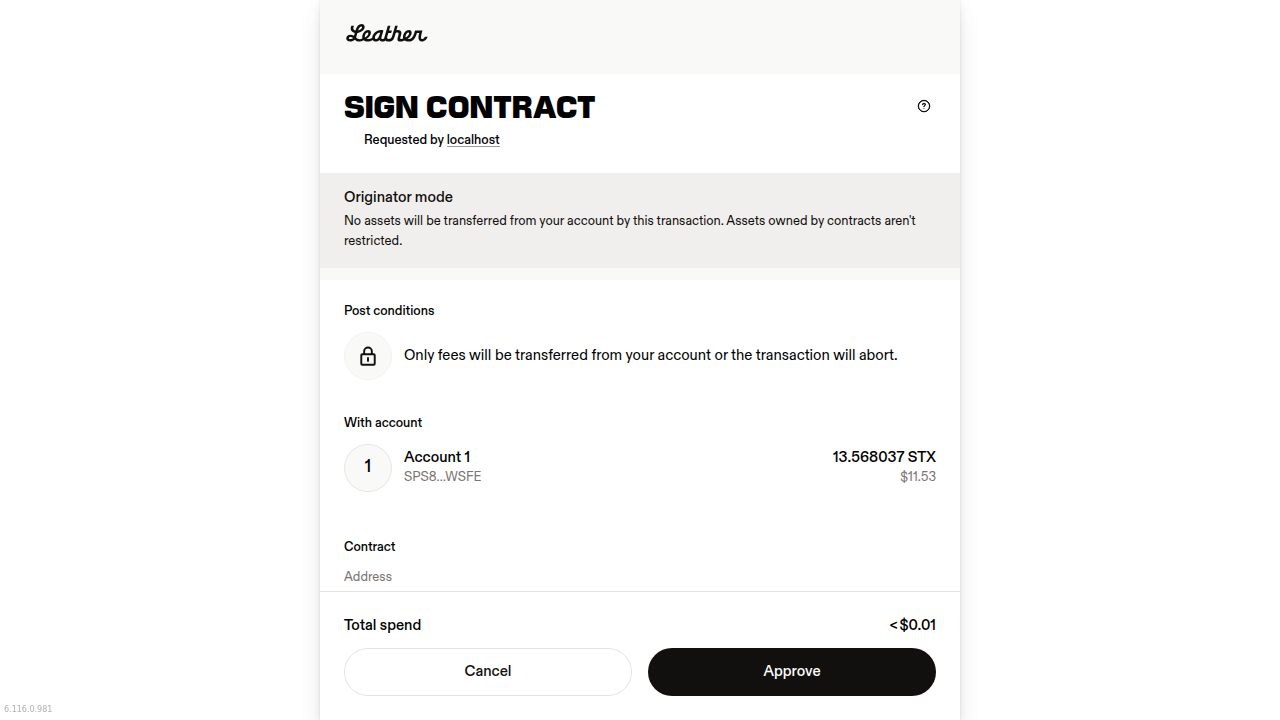 Leather
SIGN CONTRACT
Requested by localhost
Originator mode
No assets will be transferred from your account by this transaction. Assets owned by contracts aren't
restricted.
Post conditions
Only fees will be transferred from your account or the transaction will abort.
With account
1
Account 1
13.568037 STX
SPS8...WSFE
$11.53
Contract
Address
Total spend
<$0.01
Cancel
Approve
6.116.0.981